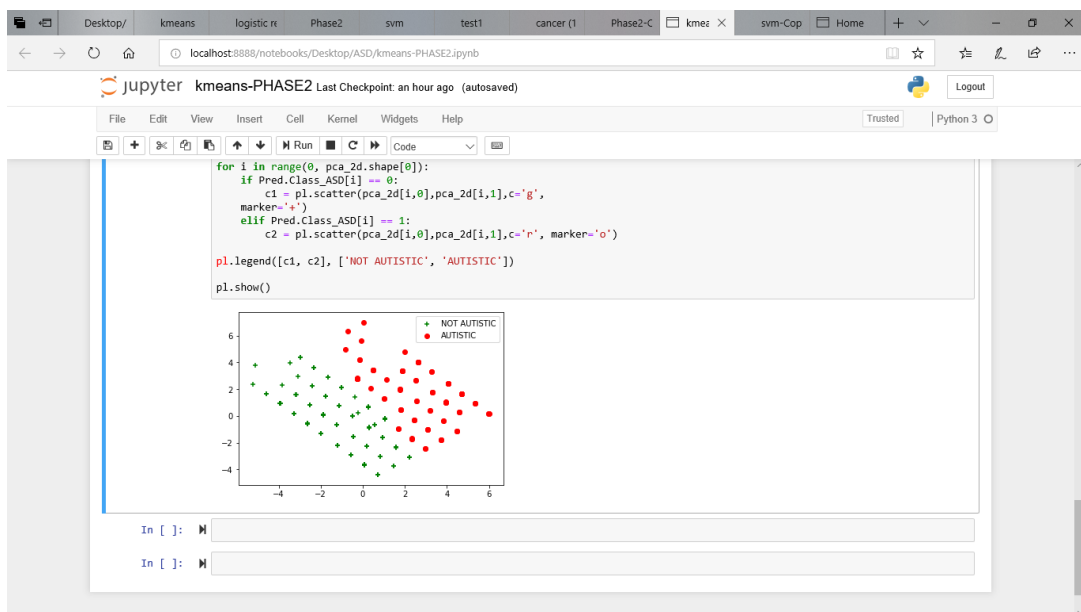 Desktop/ kmeans logistic re Phase2 svm test1 cancer (1 Phase2-C kmea svm-Cop Home
localhost:8888/notebooks/Desktop/ASD/kmeans-PHASE2.ipynb
jupyter kmeans-PHASE2 Last Checkpoint: an hour ago (autosaved) Logout
File Edit View Insert Cell Kernel Widgets Help Trusted Python 3
Run Code
for i in range(0, pca_2d.shape[0]):
if Pred.Class_ASD[i] == 0:
c1 = pl.scatter(pca_2d[i,0],pca_2d[i,1],c='g',
marker='+')
elif Pred.Class_ASD[i] == 1:
c2 = pl.scatter(pca_2d[i,0],pca_2d[i,1],c='r', marker='o')
pl.legend([c1, c2], ['NOT AUTISTIC', 'AUTISTIC'])
pl.show()
NOT AUTISTIC
AUTISTIC
6
4
2
0
−2
−4
−4 −2 0 2 4 6
In [ ]:
In [ ]: